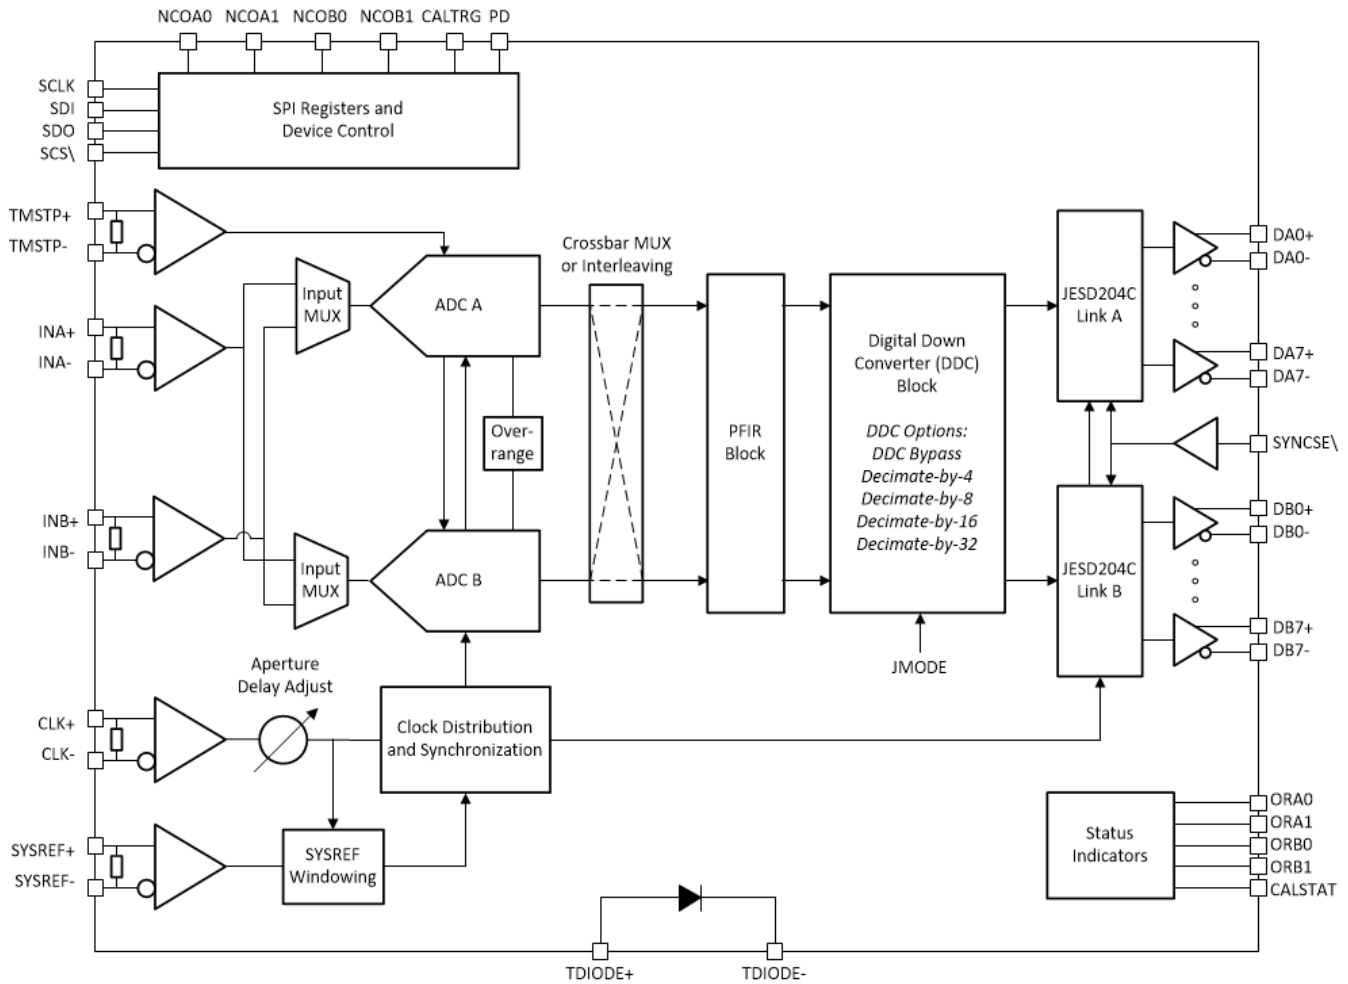 NCOA0 NCOA1 NCOB0 NCOB1 CALTRG PD
SCLK
SDI
SDO
SCS\
SPI Registers and
Device Control
TMSTP+
TMSTP-
INA+
INA-
Input
MUX
ADC A
Over-
range
Crossbar MUX
or Interleaving
INB+
INB-
Input
MUX
ADC B
PFIR
Block
Digital Down
Converter (DDC)
Block
DDC Options:
DDC Bypass
Decimate-by-4
Decimate-by-8
Decimate-by-16
Decimate-by-32
JMODE
JESD204C
Link A
DA0+
DA0-
DA7+
DA7-
SYNCSE\
JESD204C
Link B
DB0+
DB0-
DB7+
DB7-
Aperture
Delay Adjust
CLK+
CLK-
Clock Distribution
and Synchronization
SYSREF+
SYSREF-
SYSREF
Windowing
Status
Indicators
ORA0
ORA1
ORB0
ORB1
CALSTAT
TDIODE+ TDIODE-